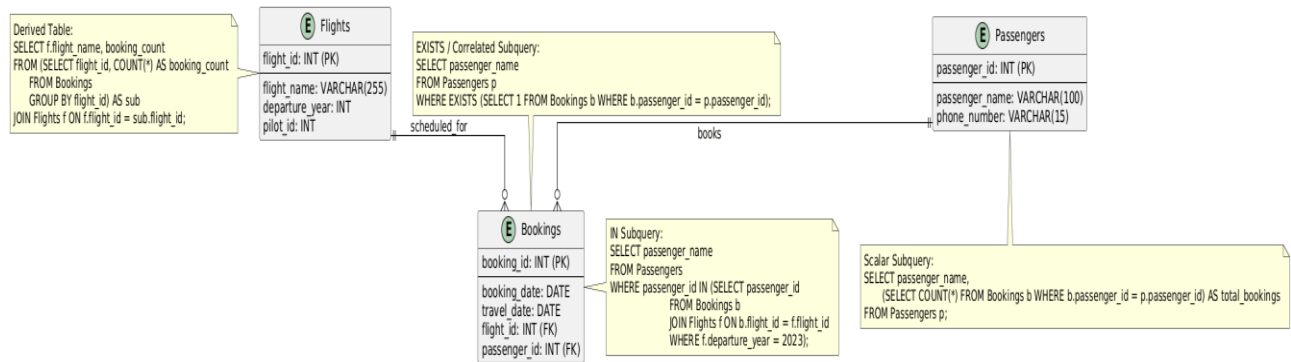 Derived Table:
SELECT f.flight_name, booking_count
FROM (SELECT flight_id, COUNT(*) AS booking_count
FROM Bookings
GROUP BY flight_id) AS sub
JOIN Flights f ON f.flight_id = sub.flight_id;
E Flights
flight_id: INT (PK)
flight_name: VARCHAR(255)
departure_year: INT
pilot_id: INT
EXISTS / Correlated Subquery:
SELECT passenger_name
FROM Passengers p
WHERE EXISTS (SELECT 1 FROM Bookings b WHERE b.passenger_id = p.passenger_id);
E Passengers
passenger_id: INT (PK)
passenger_name: VARCHAR(100)
phone_number: VARCHAR(15)
scheduled_for
books
E Bookings
booking_id: INT (PK)
booking_date: DATE
travel_date: DATE
flight_id: INT (FK)
passenger_id: INT (FK)
IN Subquery:
SELECT passenger_name
FROM Passengers
WHERE passenger_id IN (SELECT passenger_id
FROM Bookings b
JOIN Flights f ON b.flight_id = f.flight_id
WHERE f.departure_year = 2023);
Scalar Subquery:
SELECT passenger_name,
(SELECT COUNT(*) FROM Bookings b WHERE b.passenger_id = p.passenger_id) AS total_bookings
FROM Passengers p;